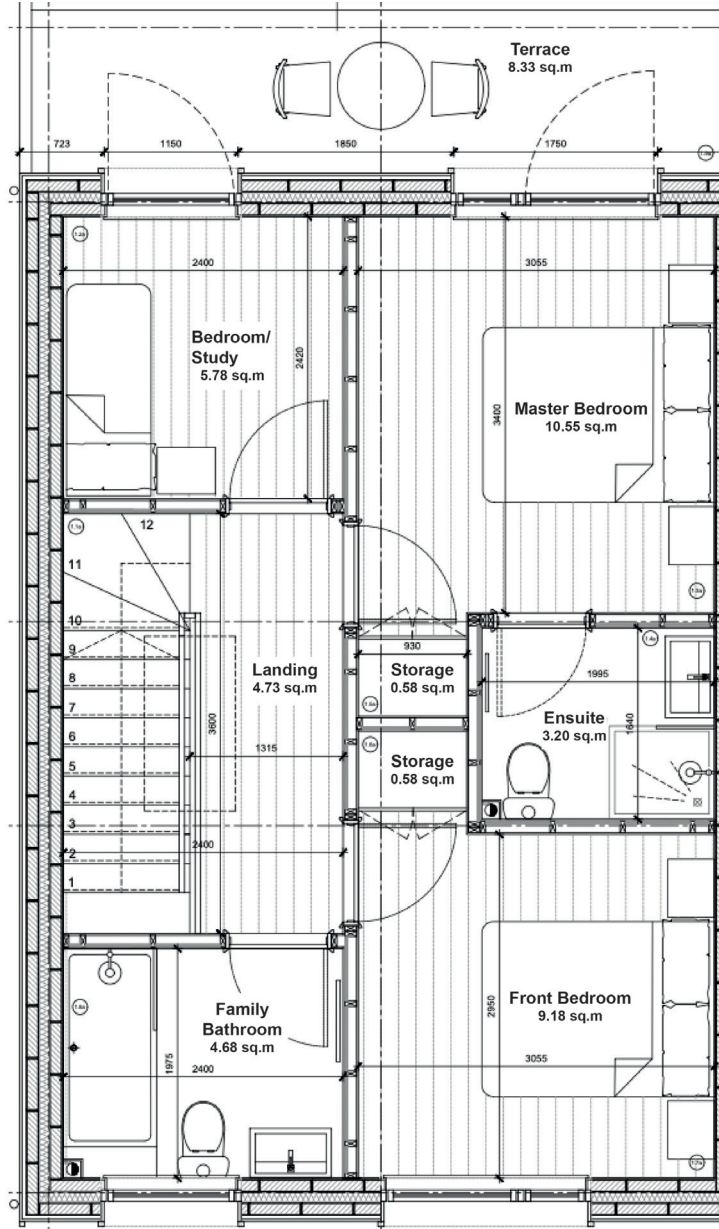 Terrace
8.33 sq.m
723
1150
1850
1750
2400
3055
Bedroom/
Study
5.78 sq.m
2420
3400
Master Bedroom
10.55 sq.m
12
11
10
9
8
7
6
5
4
3
2
1
Landing
4.73 sq.m
3600
1315
2400
930
Storage
0.58 sq.m
Storage
0.58 sq.m
1995
Ensuite
3.20 sq.m
1640
Family
Bathroom
4.68 sq.m
1975
2400
Front Bedroom
9.18 sq.m
2950
3055